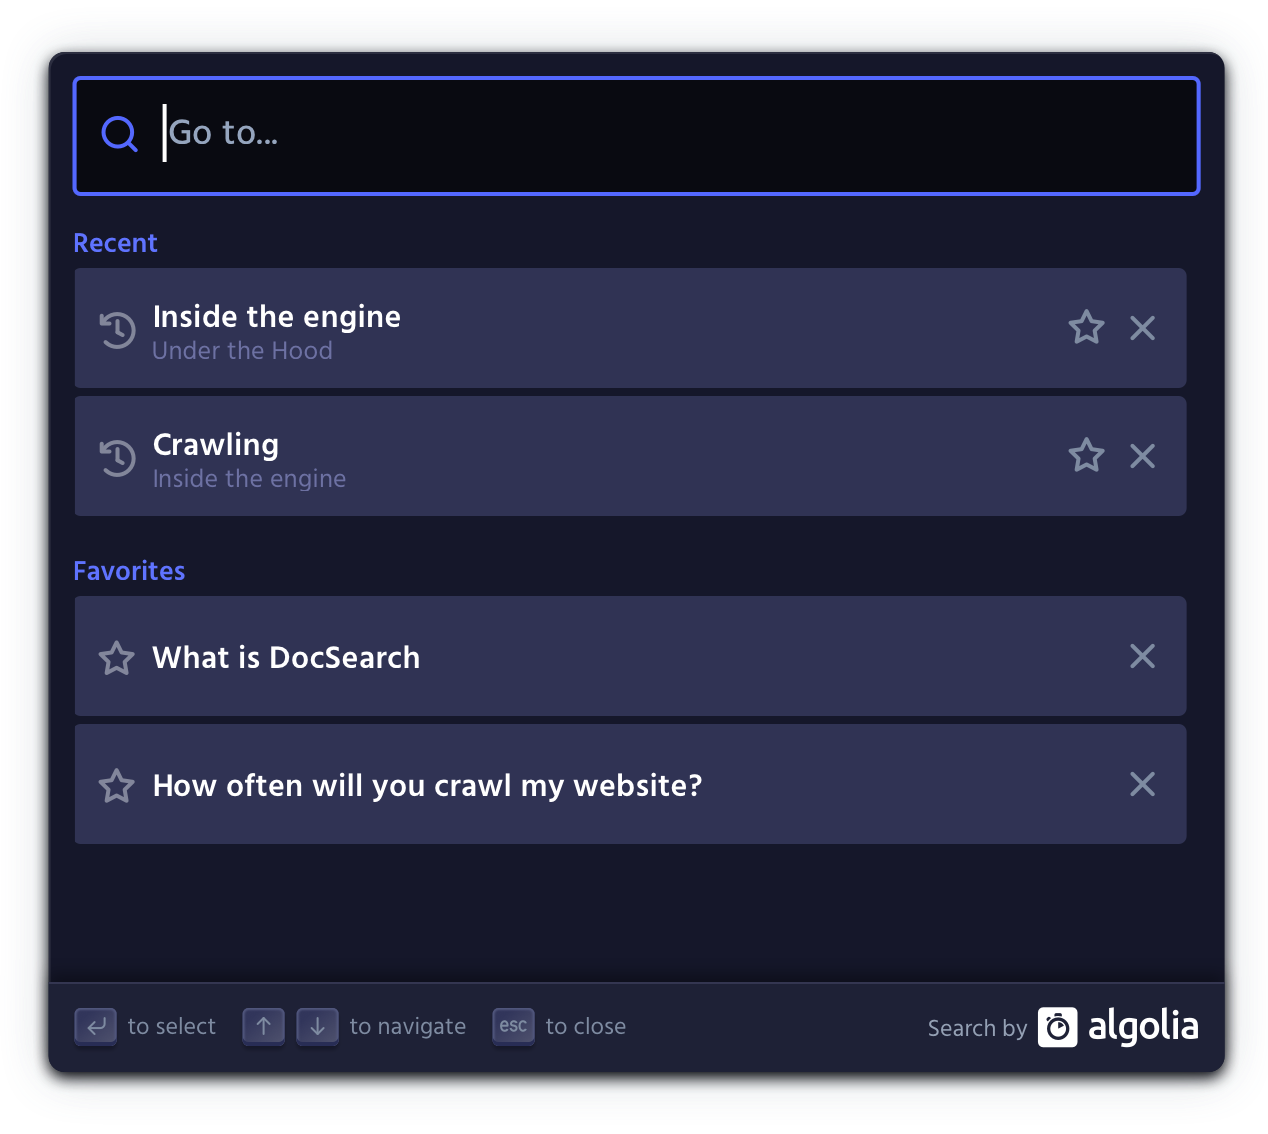 Go to...
Recent
Inside the engine
Under the Hood
Crawling
Inside the engine
Favorites
What is DocSearch
How often will you crawl my website?
to select to navigate esc to close Search by algolia